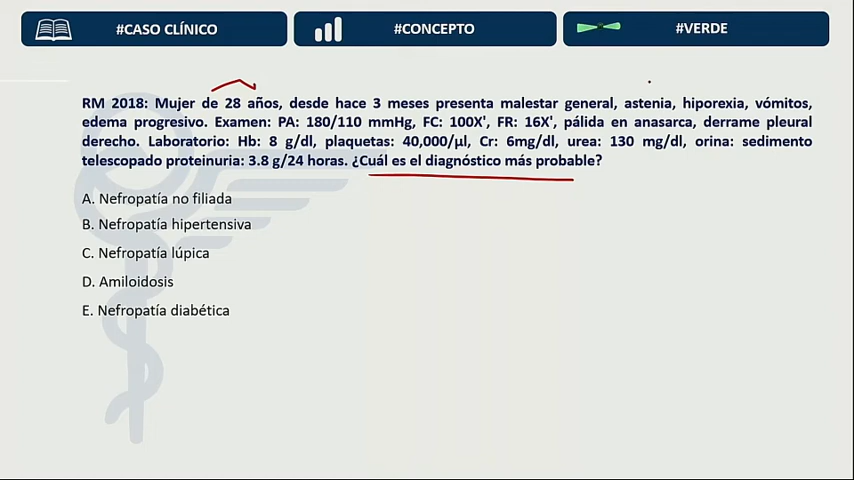 #CASO CLÍNICO
#CONCEPTO
#VERDE
RM 2018: Mujer de 28 años, desde hace 3 meses presenta malestar general, astenia, hiporexia, vómitos,
edema progresivo. Examen: PA: 180/110 mmHg, FC: 100X', FR: 16X', pálida en anasarca, derrame pleural
derecho. Laboratorio: Hb: 8 g/dl, plaquetas: 40,000/µl, Cr: 6mg/dl, urea: 130 mg/dl, orina: sedimento
telescopado proteinuria: 3.8 g/24 horas. ¿Cuál es el diagnóstico más probable?
A. Nefropatía no filiada
B. Nefropatía hipertensiva
C. Nefropatía lúpica
D. Amiloidosis
E. Nefropatía diabética